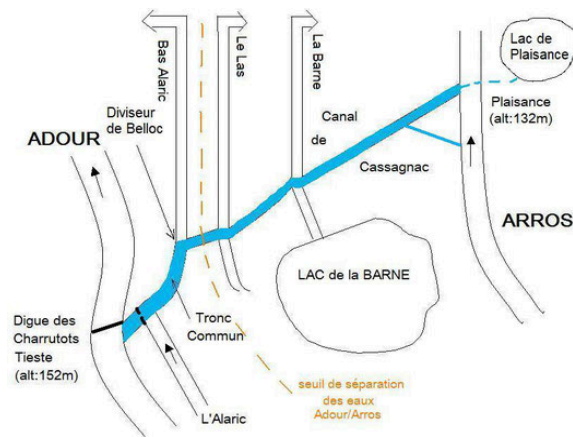 Bas Alaric
Le Las
La Barne
Lac de
Plaisance
Diviseur
de Belloc
Plaisance
(alt:132m)
ADOUR
Canal
de
Cassagnac
ARROS
LAC de la BARNE
Digue des
Charrutots
Tieste
(alt:152m)
Tronc
Commun
L'Alaric
seuil de séparation
des eaux
Adour/Arros